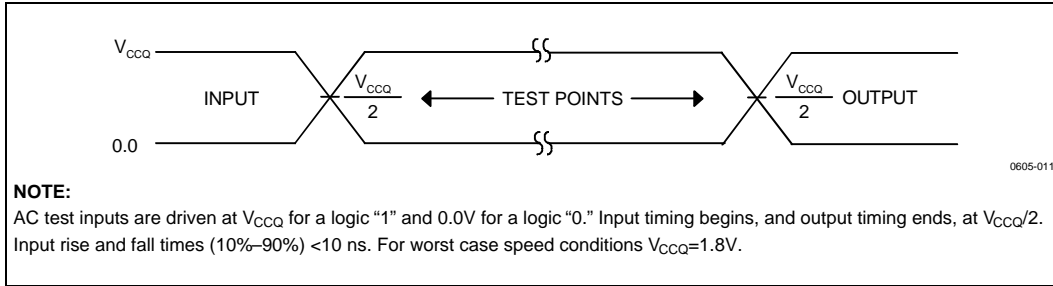 VCCQ
INPUT
VCCQ
2
TEST POINTS
VCCQ
2
OUTPUT
0.0
0605-011
NOTE:
AC test inputs are driven at VCCQ for a logic “1” and 0.0V for a logic “0.” Input timing begins, and output timing ends, at VCCQ/2.
Input rise and fall times (10%–90%) <10 ns. For worst case speed conditions VCCQ=1.8V.